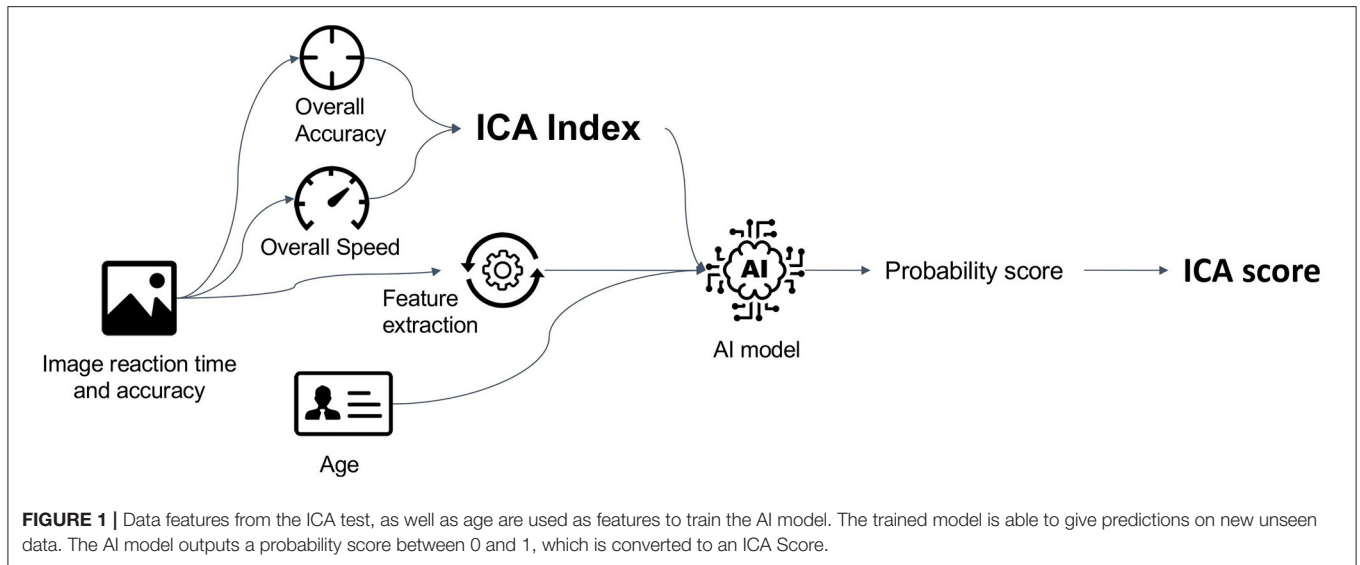 Overall
Accuracy
ICA Index
Overall Speed
Feature
extraction
AI
Probability score
ICA score
AI model
Image reaction time
and accuracy
Age
FIGURE 1 | Data features from the ICA test, as well as age are used as features to train the AI model. The trained model is able to give predictions on new unseen
data. The AI model outputs a probability score between 0 and 1, which is converted to an ICA Score.